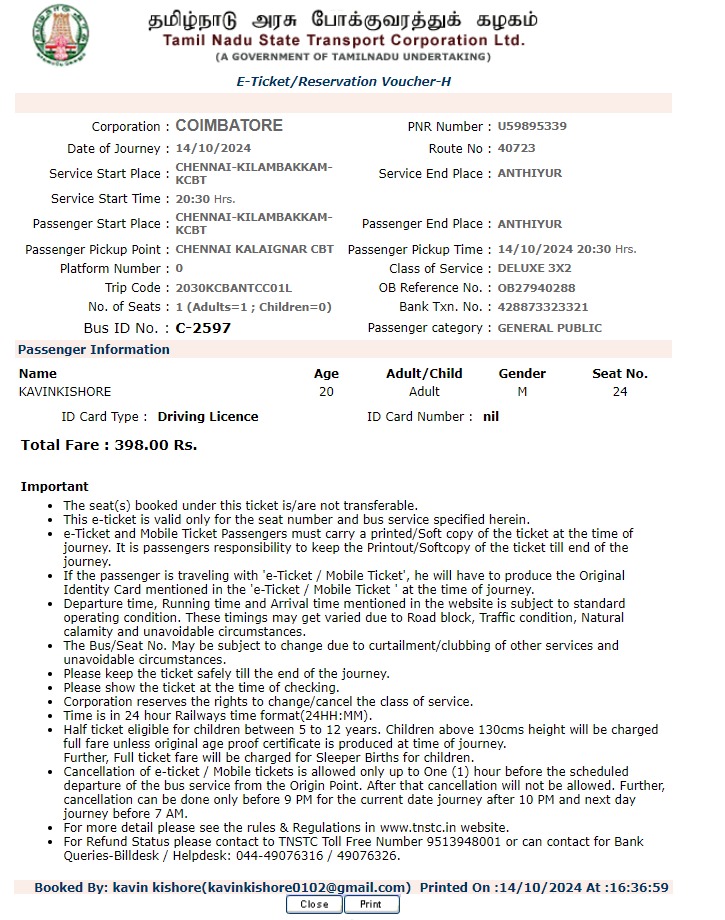 தமிழ்நாடு அரசு போக்குவரத்துக் கழகம்
Tamil Nadu State Transport Corporation Ltd.
(A GOVERNMENT OF TAMILNADU UNDERTAKING)
E-Ticket/Reservation Voucher-H
Corporation : COIMBATORE PNR Number : U59895339
Date of Journey : 14/10/2024 Route No : 40723
Service Start Place : CHENNAI-KILAMBAKKAM-KCBT Service End Place : ANTHIYUR
Service Start Time : 20:30 Hrs.
Passenger Start Place : CHENNAI-KILAMBAKKAM-KCBT Passenger End Place : ANTHIYUR
Passenger Pickup Point : CHENNAI KALAIGNAR CBT Passenger Pickup Time : 14/10/2024 20:30 Hrs.
Platform Number : 0 Class of Service : DELUXE 3X2
Trip Code : 2030KCBANTCC01L OB Reference No. : OB27940288
No. of Seats : 1 (Adults=1 ; Children=0) Bank Txn. No. : 428873323321
Bus ID No. : C-2597 Passenger category : GENERAL PUBLIC
Passenger Information
Name Age Adult/Child Gender Seat No.
KAVINKISHORE 20 Adult M 24
ID Card Type : Driving Licence ID Card Number : nil
Total Fare : 398.00 Rs.
Important
• The seat(s) booked under this ticket is/are not transferable.
• This e-ticket is valid only for the seat number and bus service specified herein.
• e-Ticket and Mobile Ticket Passengers must carry a printed/Soft copy of the ticket at the time of
journey. It is passengers responsibility to keep the Printout/Softcopy of the ticket till end of the
journey.
• If the passenger is traveling with 'e-Ticket / Mobile Ticket', he will have to produce the Original
Identity Card mentioned in the 'e-Ticket / Mobile Ticket ' at the time of journey.
• Departure time, Running time and Arrival time mentioned in the website is subject to standard
operating condition. These timings may get varied due to Road block, Traffic condition, Natural
calamity and unavoidable circumstances.
• The Bus/Seat No. May be subject to change due to curtailment/clubbing of other services and
unavoidable circumstances.
• Please keep the ticket safely till the end of the journey.
• Please show the ticket at the time of checking.
• Corporation reserves the rights to change/cancel the class of service.
• Time is in 24 hour Railways time format(24HH:MM).
• Half ticket eligible for children between 5 to 12 years. Children above 130cms height will be charged
full fare unless original age proof certificate is produced at time of journey.
Further, Full ticket fare will be charged for Sleeper Births for children.
• Cancellation of e-ticket / Mobile tickets is allowed only up to One (1) hour before the scheduled
departure of the bus service from the Origin Point. After that cancellation will not be allowed. Further,
cancellation can be done only before 9 PM for the current date journey after 10 PM and next day
journey before 7 AM.
• For more detail please see the rules & Regulations in www.tnstc.in website.
• For Refund Status please contact to TNSTC Toll Free Number 9513948001 or can contact for Bank
Queries-Billdesk / Helpdesk: 044-49076316 / 49076326.
Booked By: kavin kishore(kavinkishore0102@gmail.com) Printed On :14/10/2024 At :16:36:59
Close Print